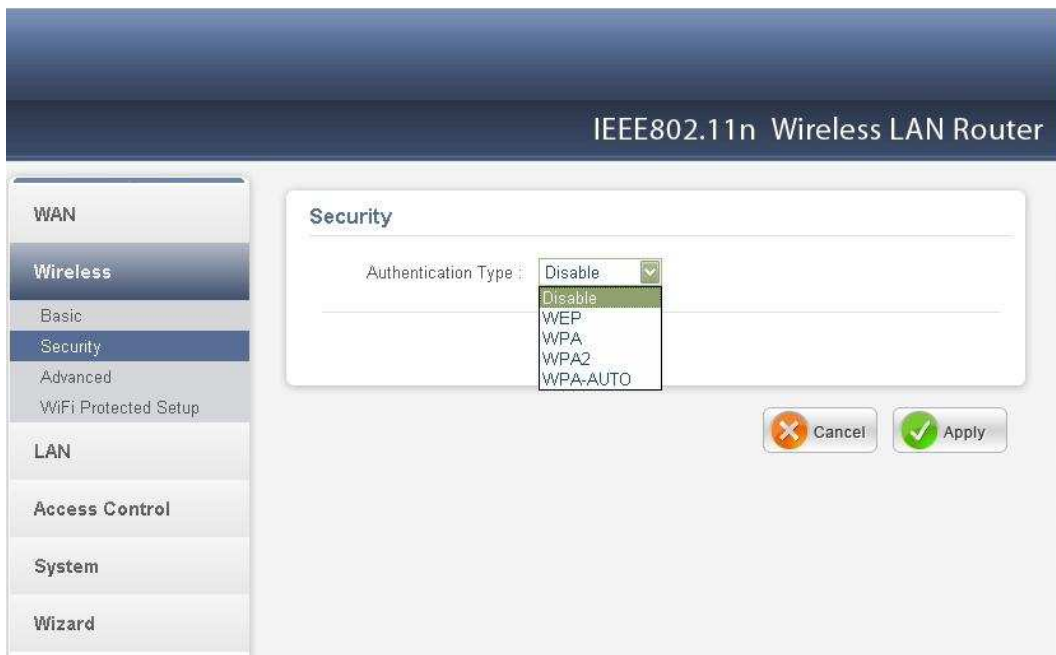 IEEE802.11n Wireless LAN Router
WAN
Wireless
Basic
Security
Advanced
WiFi Protected Setup
LAN
Access Control
System
Wizard
Security
Authentication Type : Disable
Disable
WEP
WPA
WPA2
WPA-AUTO
Cancel
Apply